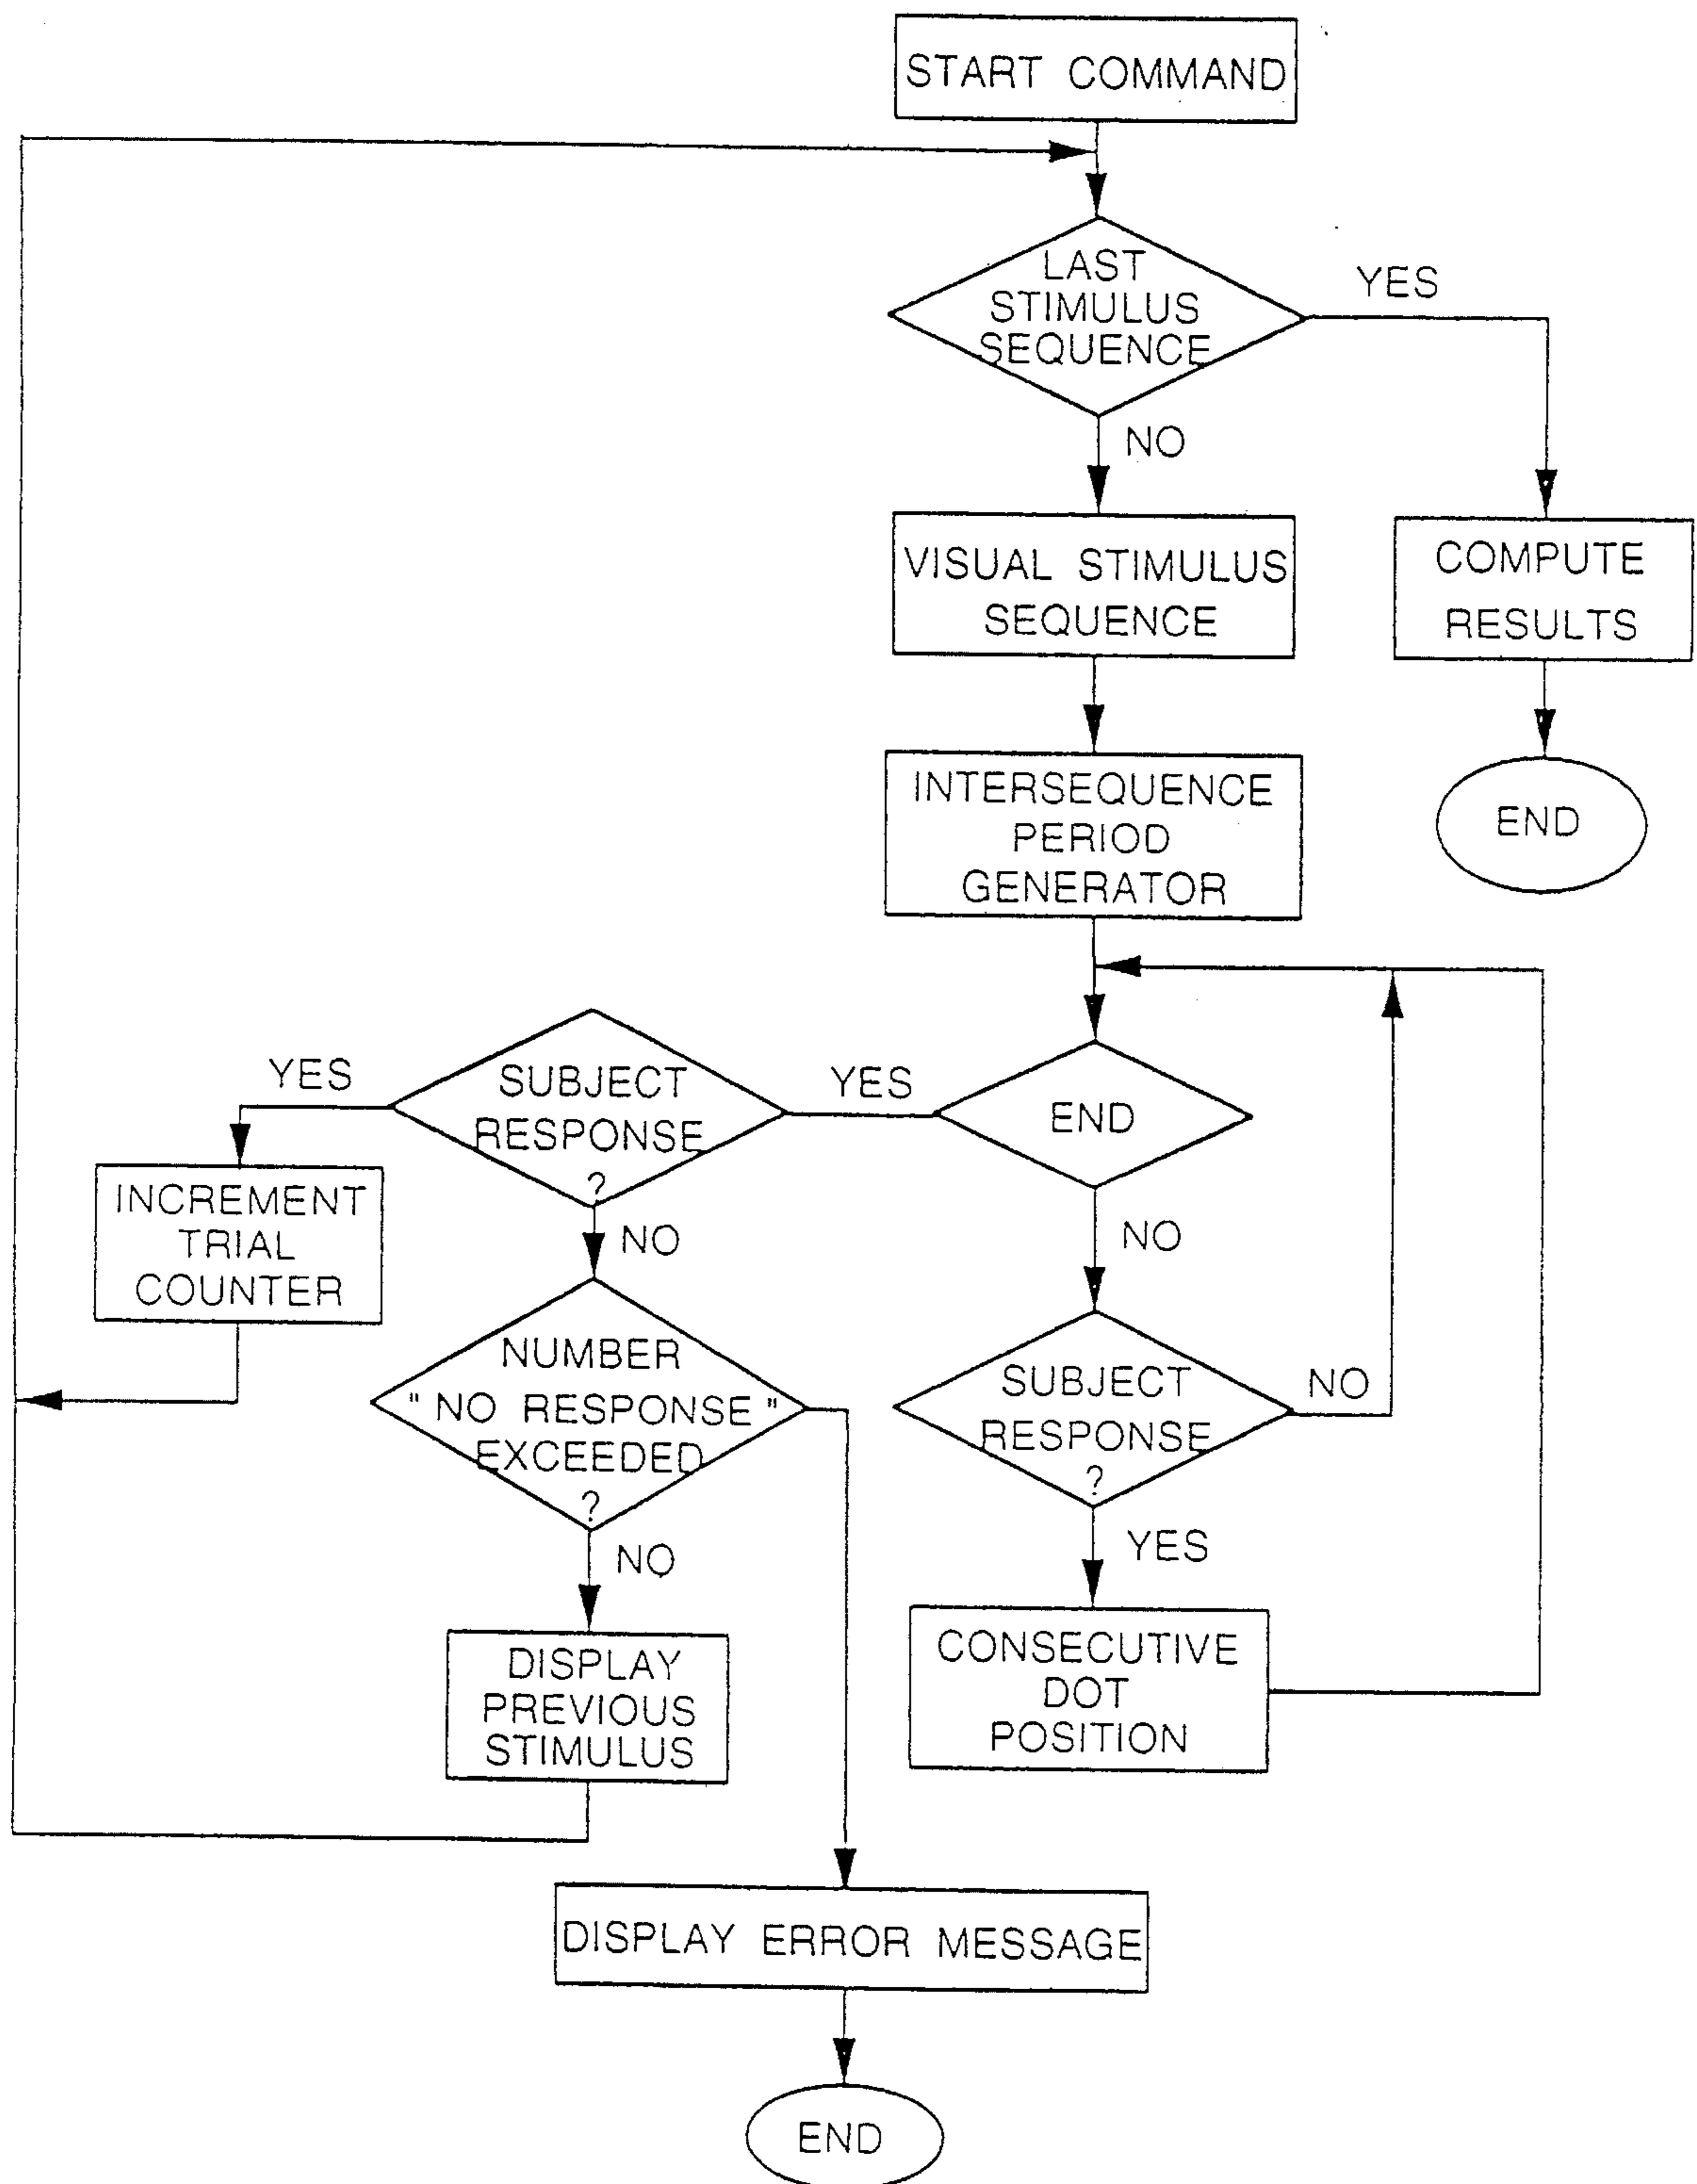 START COMMAND
LAST
STIMULUS
SEQUENCE
YES
NO
VISUAL STIMULUS
SEQUENCE
COMPUTE
RESULTS
INTERSEQUENCE
PERIOD
GENERATOR
END
YES
SUBJECT
RESPONSE
?
YES
END
INCREMENT
TRIAL
COUNTER
NO
NO
NUMBER
" NO RESPONSE "
EXCEEDED
?
SUBJECT
RESPONSE
?
NO
NO
YES
DISPLAY
PREVIOUS
STIMULUS
CONSECUTIVE
DOT
POSITION
DISPLAY ERROR MESSAGE
END